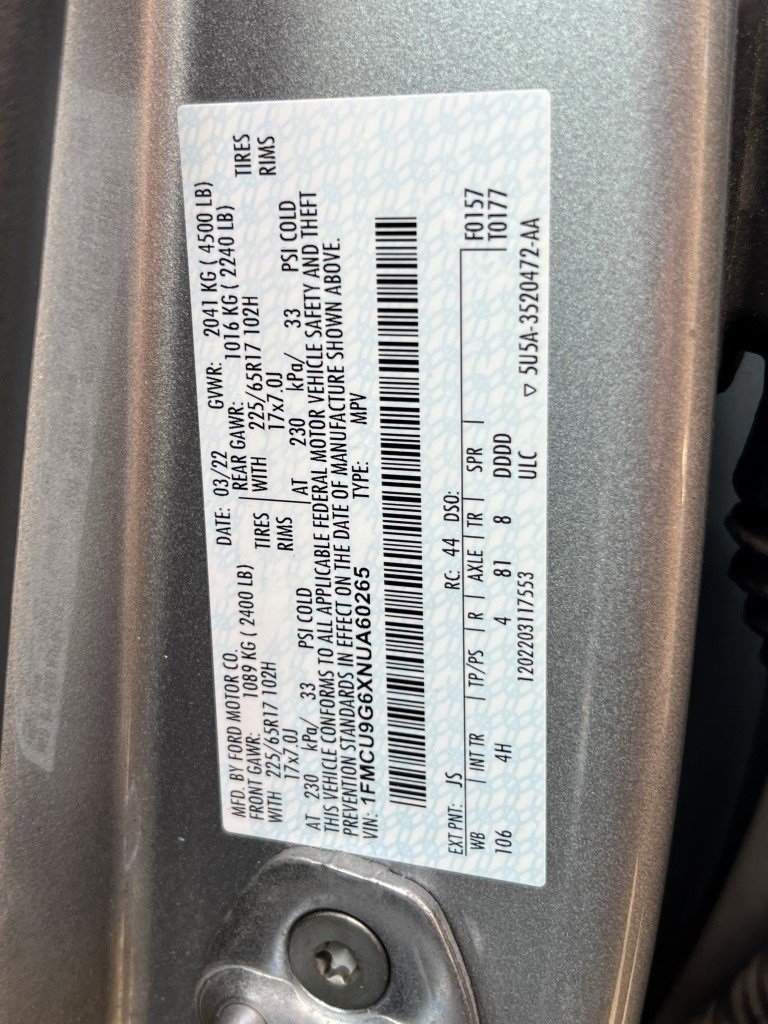 MFD. BY FORD MOTOR CO. DATE: 03/22 GVWR: 2041 KG ( 4500 LB)
FRONT GAWR: 1089 KG ( 2400 LB) REAR GAWR: 1016 KG ( 2240 LB)
WITH 225/65R17 102H TIRES WITH 225/65R17 102H TIRES
17x7.0J RIMS 17x7.0J RIMS
AT 230 kPa/ 33 PSI COLD AT 230 kPa/ 33 PSI COLD
THIS VEHICLE CONFORMS TO ALL APPLICABLE FEDERAL MOTOR VEHICLE SAFETY AND THEFT
PREVENTION STANDARDS IN EFFECT ON THE DATE OF MANUFACTURE SHOWN ABOVE.
VIN: 1FMCU9G6XNUA60265 TYPE: MPV
EXT PNT: JS RC: 44 DSO: F0157
WB INT TR TP/PS R AXLE TR SPR T0177
106 4H 4 81 8 DDDD
1202203117553 ULC ▽ 5U5A-3520472-AA